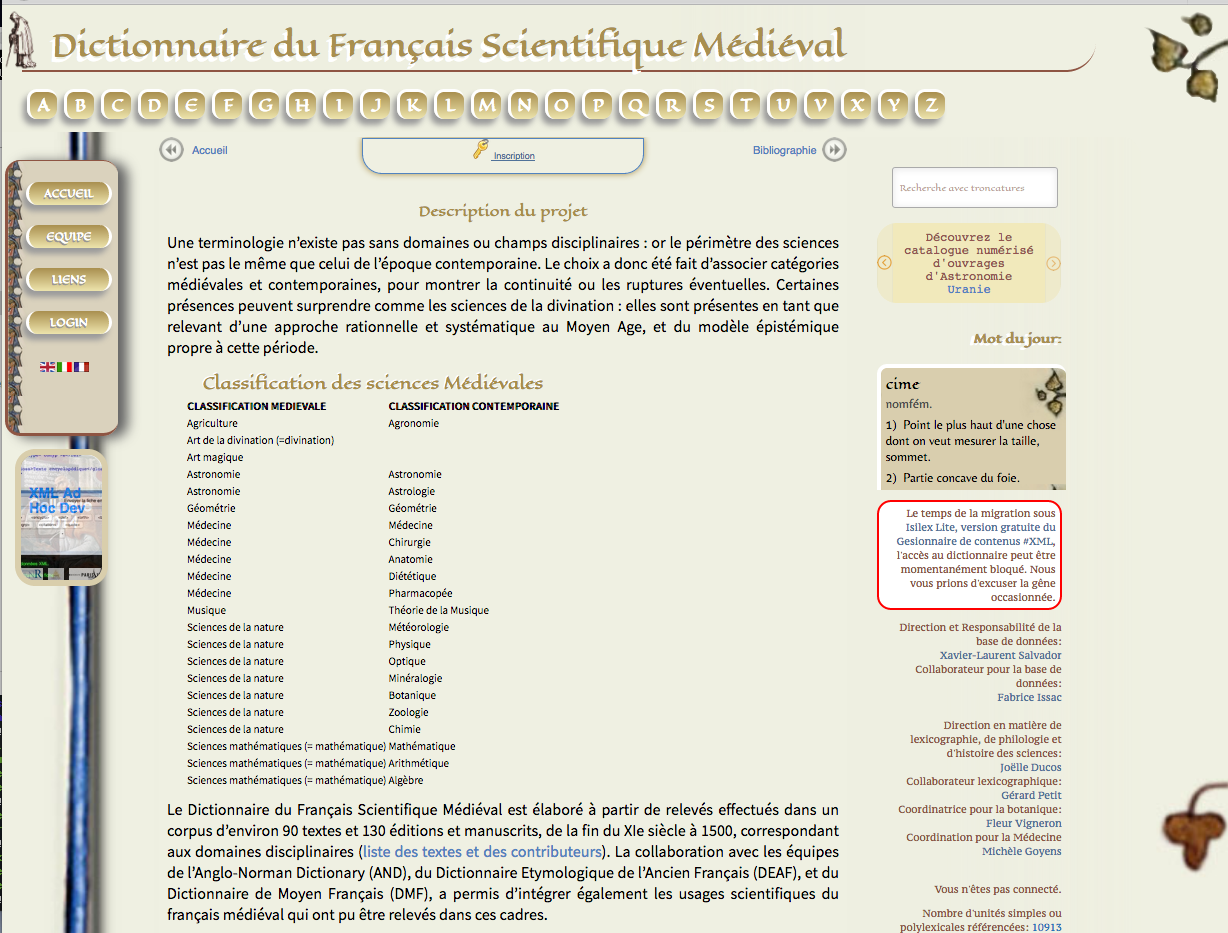 Dictionnaire du Français Scientifique Médiéval
A B C D E F G H I J K L M N O P Q R S T U V X Y Z
Accueil
Inscription
Bibliographie
ACCUEIL
EQUIPE
LIENS
LOGIN
XML Ad
Hoc Dev
Description du projet
Une terminologie n’existe pas sans domaines ou champs disciplinaires : or le périmètre des sciences
n’est pas le même que celui de l’époque contemporaine. Le choix a donc été fait d’associer catégories
médiévales et contemporaines, pour montrer la continuité ou les ruptures éventuelles. Certaines
présences peuvent surprendre comme les sciences de la divination : elles sont présentes en tant que
relevant d’une approche rationnelle et systématique au Moyen Age, et du modèle épistémique
propre à cette période.
Classification des sciences Médiévales
CLASSIFICATION MEDIEVALE CLASSIFICATION CONTEMPORAINE
Agriculture Agronomie
Art de la divination (=divination)
Art magique
Astronomie Astronomie
Astronomie Astrologie
Géométrie Géométrie
Médecine Médecine
Médecine Chirurgie
Médecine Anatomie
Médecine Diététique
Médecine Pharmacopée
Musique Théorie de la Musique
Sciences de la nature Météorologie
Sciences de la nature Physique
Sciences de la nature Optique
Sciences de la nature Minéralogie
Sciences de la nature Botanique
Sciences de la nature Zoologie
Sciences de la nature Chimie
Sciences mathématiques (= mathématique) Mathématique
Sciences mathématiques (= mathématique) Arithmétique
Sciences mathématiques (= mathématique) Algèbre
Le Dictionnaire du Français Scientifique Médiéval est élaboré à partir de relevés effectués dans un
corpus d’environ 90 textes et 130 éditions et manuscrits, de la fin du XIe siècle à 1500, correspondant
aux domaines disciplinaires (liste des textes et des contributeurs). La collaboration avec les équipes
de l’Anglo-Norman Dictionary (AND), du Dictionnaire Etymologique de l’Ancien Français (DEAF), et du
Dictionnaire de Moyen Français (DMF), a permis d’intégrer également les usages scientifiques du
français médiéval qui ont pu être relevés dans ces cadres.
Recherche avec troncatures
Découvrez le
catalogue numérisé
d'ouvrages
d'Astronomie
Uranie
Mot du jour:
cime
nomfém.
1) Point le plus haut d'une chose
dont on veut mesurer la taille,
sommet.
2) Partie concave du foie.
Le temps de la migration sous
Isilex Lite, version gratuite du
Gesionnaire de contenus #XML,
l'accès au dictionnaire peut être
momentanément bloqué. Nous
vous prions d'excuser la gêne
occasionnée.
Direction et Responsabilité de la
base de données:
Xavier-Laurent Salvador
Collaborateur pour la base de
données:
Fabrice Issac
Direction en matière de
lexicographie, de philologie et
d'histoire des sciences:
Joëlle Ducos
Collaborateur lexicographique:
Gérard Petit
Coordinatrice pour la botanique:
Fleur Vigneron
Coordination pour la Médecine
Michèle Goyens
Vous n'êtes pas connecté.
Nombre d'unités simples ou
polylexicales référencées: 10913